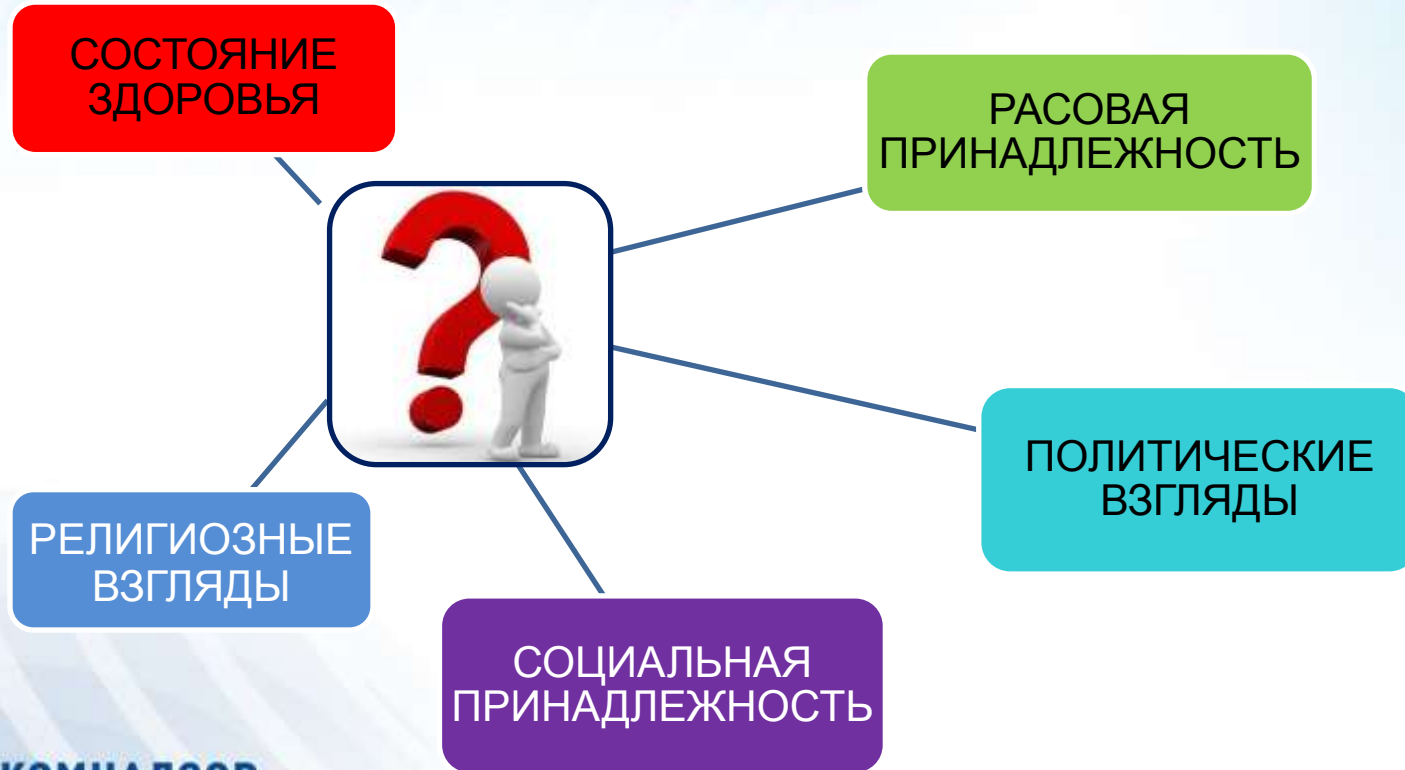 СОСТОЯНИЕ
ЗДОРОВЬЯ
РАСОВАЯ
ПРИНАДЛЕЖНОСТЬ
ПОЛИТИЧЕСКИЕ
ВЗГЛЯДЫ
РЕЛИГИОЗНЫЕ
ВЗГЛЯДЫ
СОЦИАЛЬНАЯ
ПРИНАДЛЕЖНОСТЬ